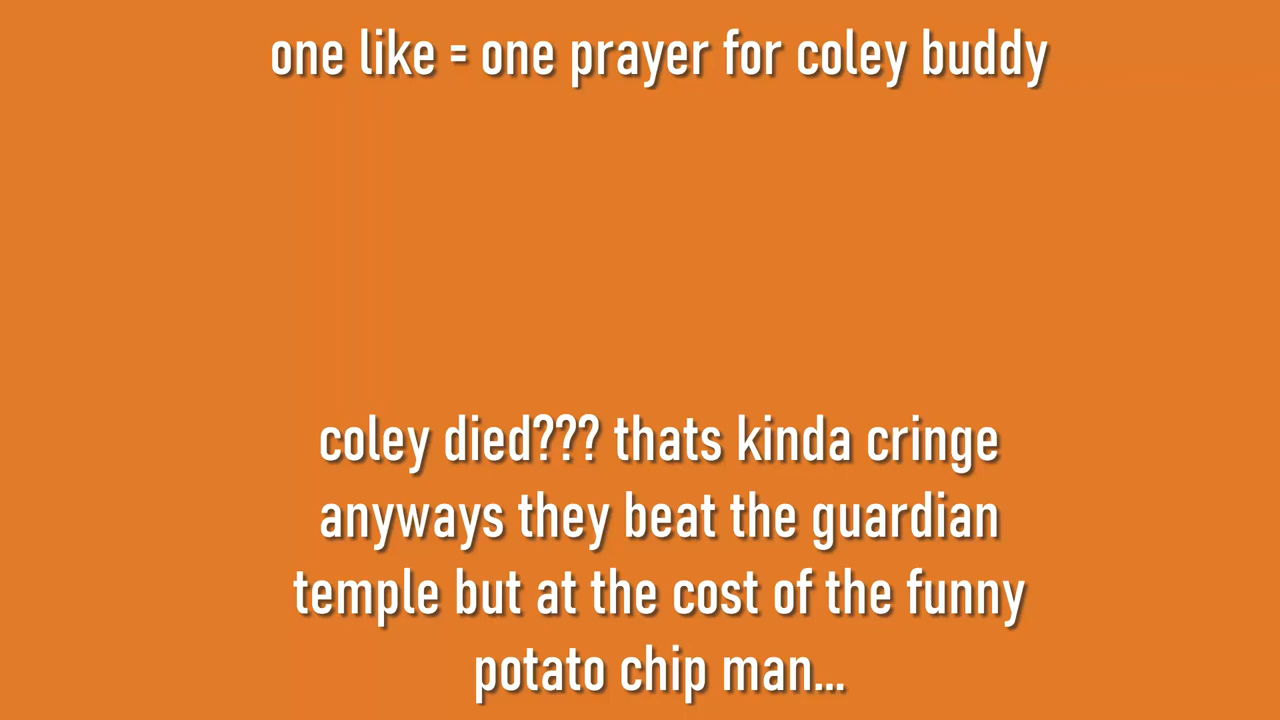 one like = one prayer for coley buddy
coley died??? thats kinda cringe
anyways they beat the guardian
temple but at the cost of the funny
potato chip man...